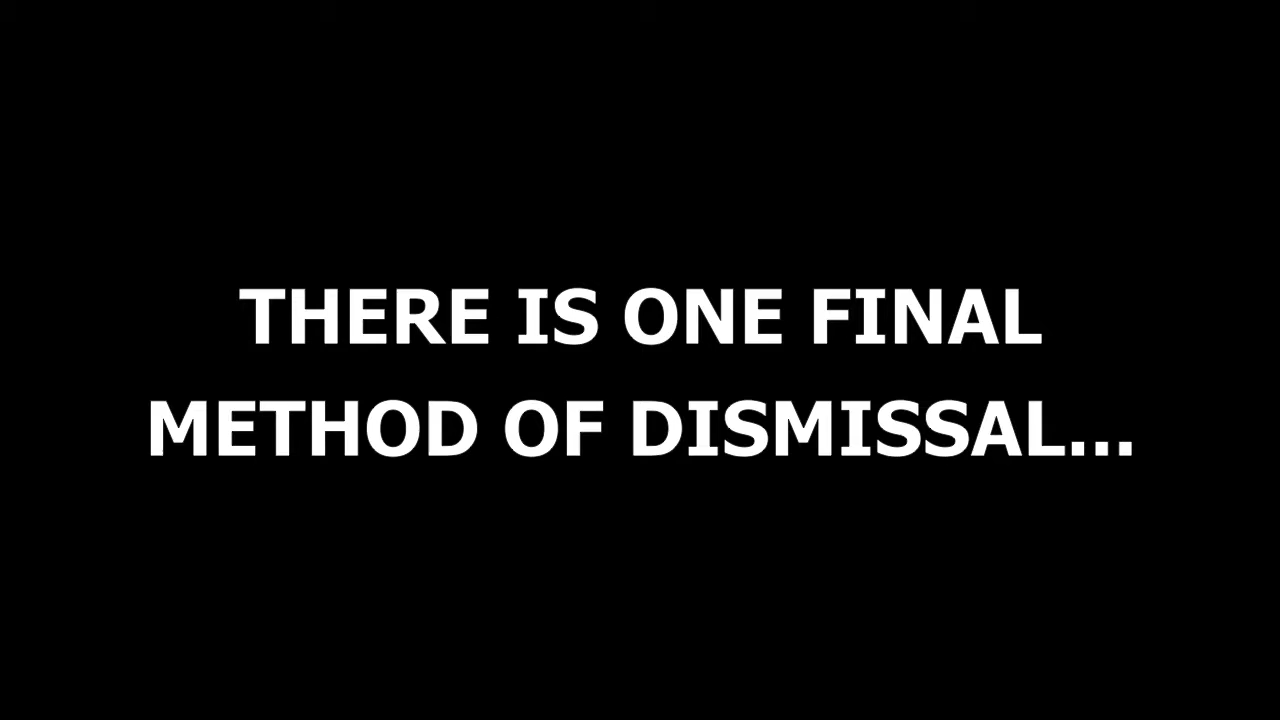 THERE IS ONE FINAL
METHOD OF DISMISSAL...